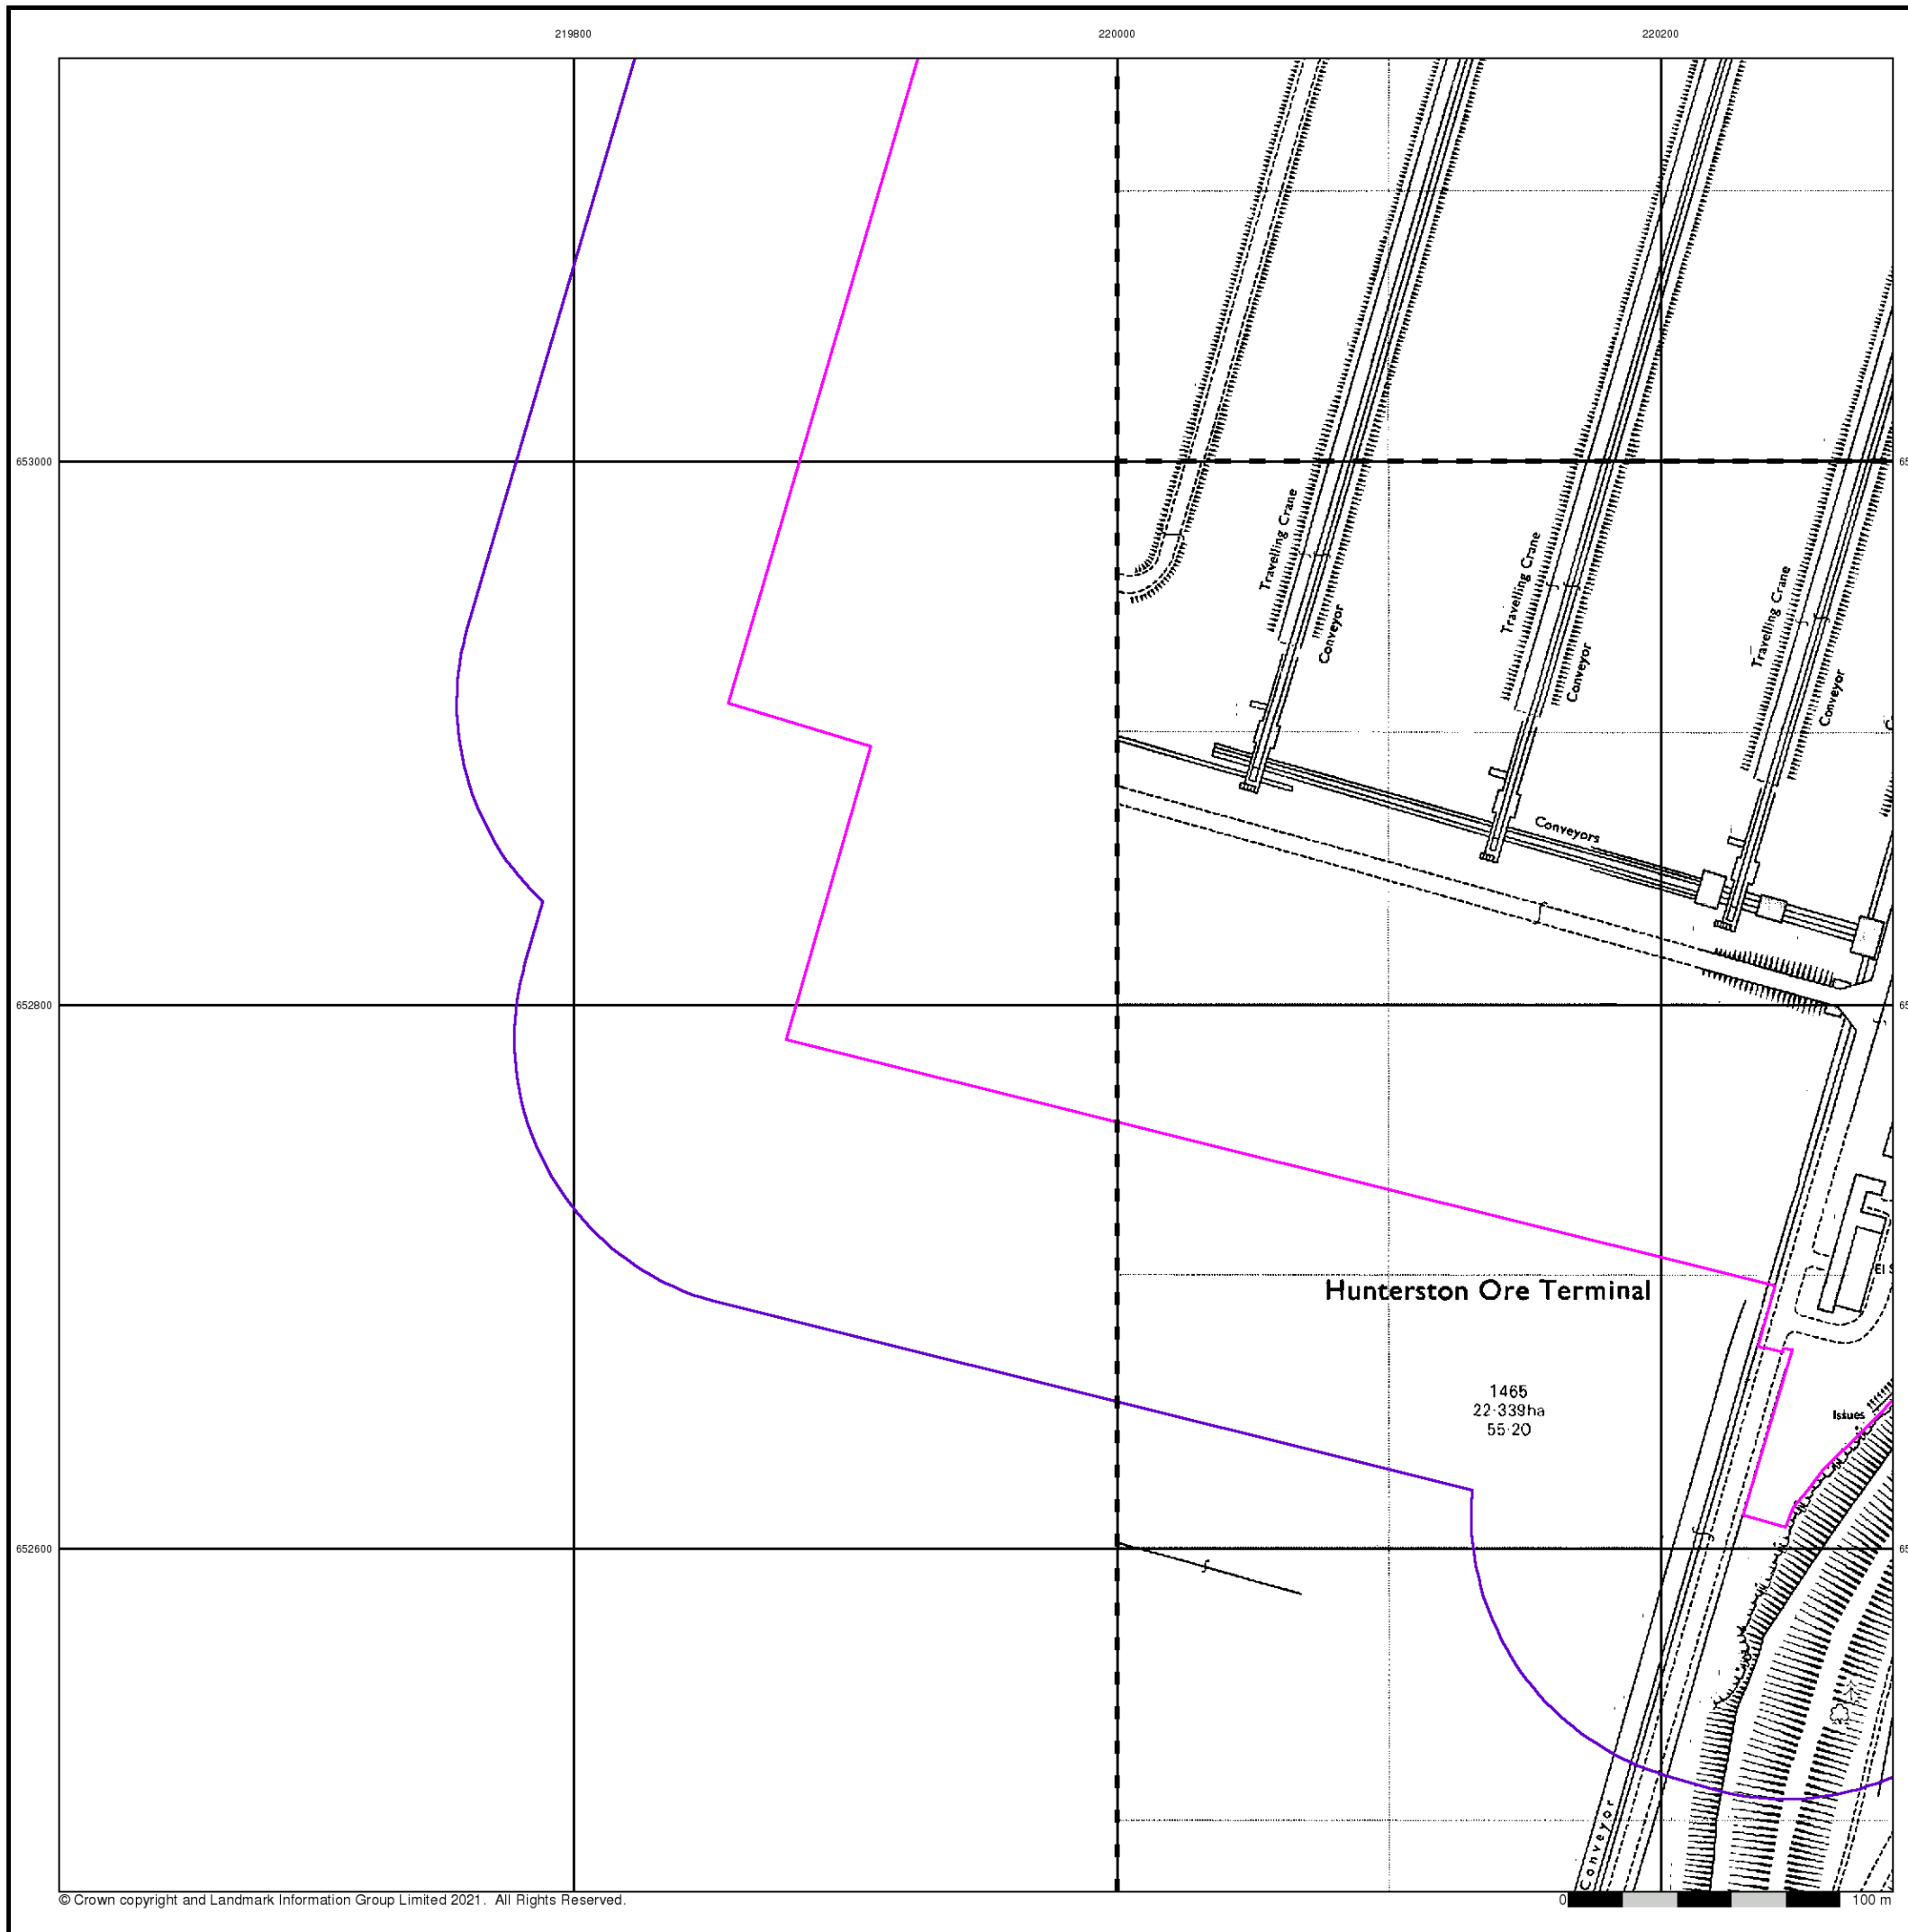 219800
220000
220200
653000
Travelling Crane
Travelling Crane
Travelling Crane
Conveyor
Conveyor
Conveyor
Conveyors
652800
Hunterston Ore Terminal
1465
22·339ha
55·20
Issues
652600
Conveyor
© Crown copyright and Landmark Information Group Limited 2021. All Rights Reserved.
0
100 m